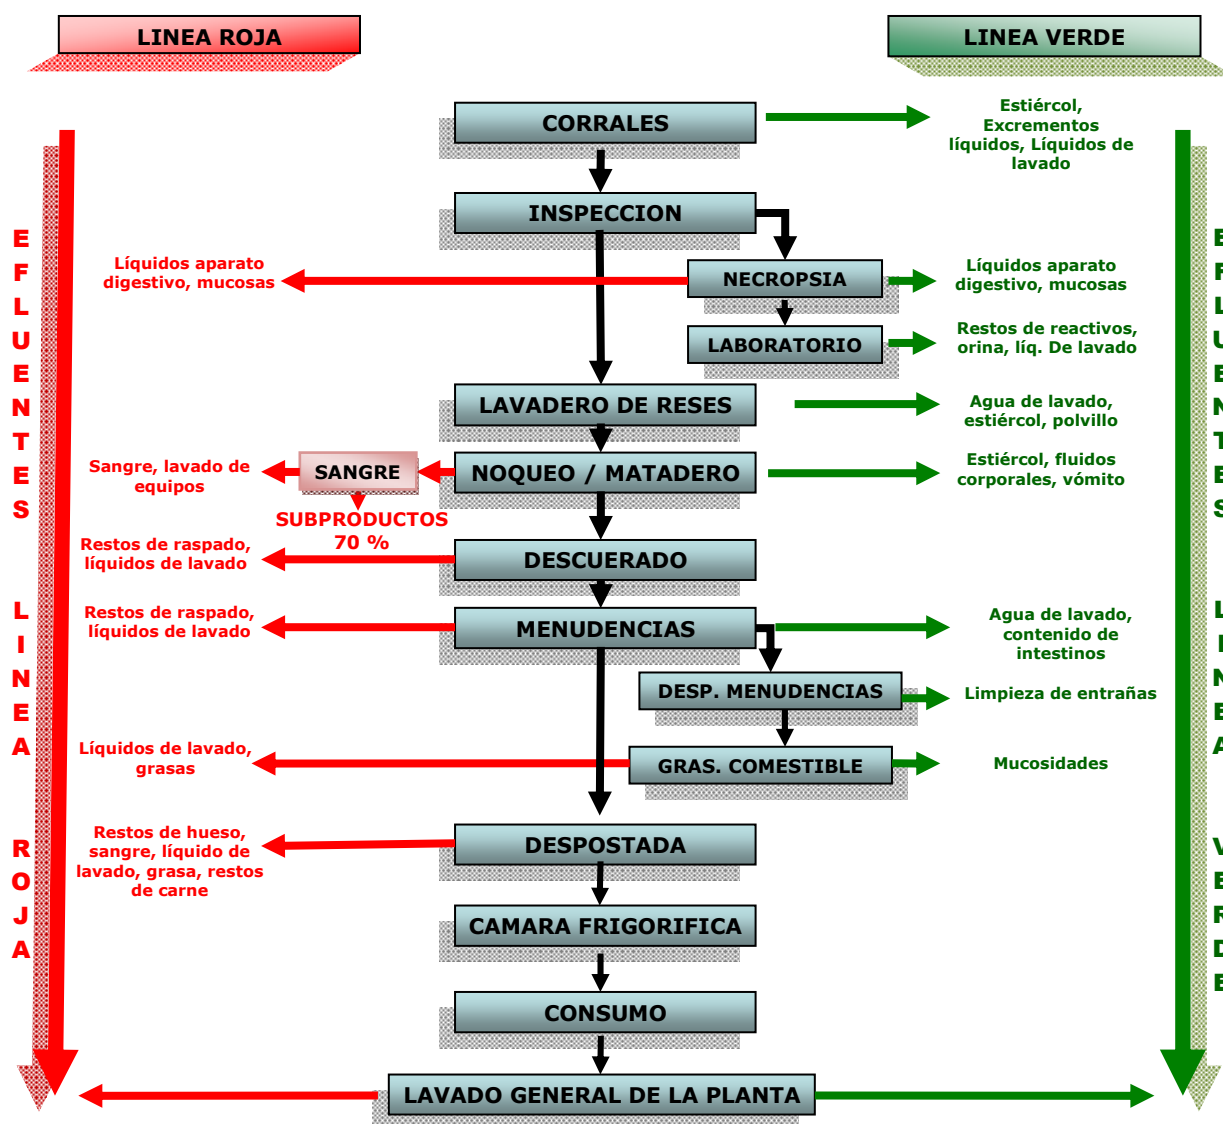 LINEA ROJA
LINEA VERDE
CORRALES
Estiércol,
Excrementos
líquidos, Líquidos de
lavado
INSPECCION
Líquidos aparato
digestivo, mucosas
NECROPSIA
Líquidos aparato
digestivo, mucosas
LABORATORIO
Restos de reactivos,
orina, líq. De lavado
LAVADERO DE RESES
Agua de lavado,
estiércol, polvillo
Sangre, lavado de
equipos
SANGRE
NOQUEO / MATADERO
Estiércol, fluidos
corporales, vómito
SUBPRODUCTOS
70 %
Restos de raspado,
líquidos de lavado
DESCUERADO
Restos de raspado,
líquidos de lavado
MENUDENCIAS
Agua de lavado,
contenido de
intestinos
DESP. MENUDENCIAS
Limpieza de entrañas
Líquidos de lavado,
grasas
GRAS. COMESTIBLE
Mucosidades
Restos de hueso,
sangre, líquido de
lavado, grasa, restos
de carne
DESPOSTADA
CAMARA FRIGORIFICA
CONSUMO
LAVADO GENERAL DE LA PLANTA
EFLUENTES LINEA ROJA
EFLUENTES LINEA VERDE